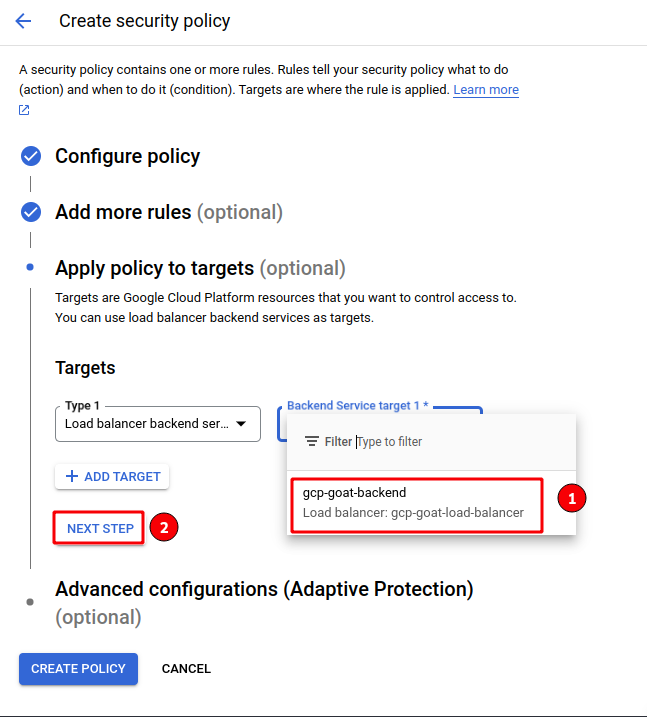 Create security policy
A security policy contains one or more rules. Rules tell your security policy what to do
(action) and when to do it (condition). Targets are where the rule is applied. Learn more
Configure policy
Add more rules (optional)
Apply policy to targets (optional)
Targets are Google Cloud Platform resources that you want to control access to.
You can use load balancer backend services as targets.
Targets
Type 1
Load balancer backend ser...
Backend Service target 1 *
Filter Type to filter
gcp-goat-backend
Load balancer: gcp-goat-load-balancer
1
ADD TARGET
NEXT STEP
2
Advanced configurations (Adaptive Protection)
(optional)
CREATE POLICY
CANCEL